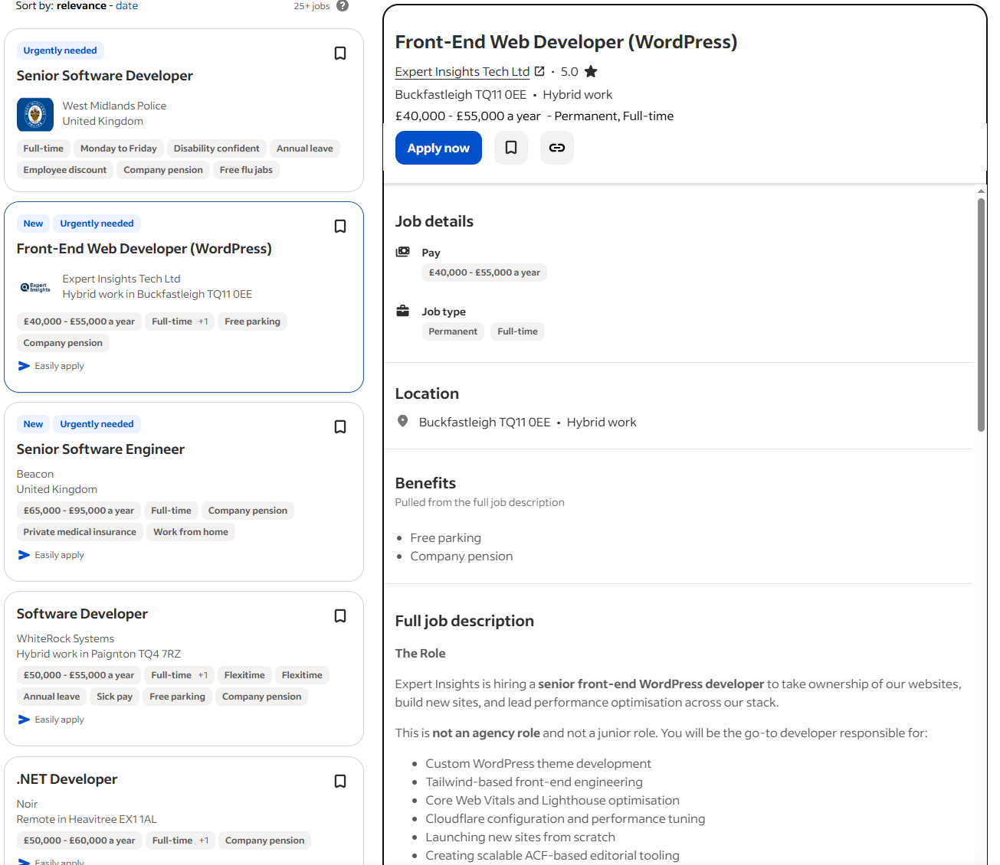 Sort by: relevance - date
25+ jobs ?
Urgently needed
Senior Software Developer
West Midlands Police
United Kingdom
Full-time Monday to Friday Disability confident Annual leave
Employee discount Company pension Free flu jabs
New Urgently needed
Front-End Web Developer (WordPress)
Expert Insights
Expert Insights Tech Ltd
Hybrid work in Buckfastleigh TQ11 0EE
£40,000 - £55,000 a year Full-time +1 Free parking
Company pension
Easily apply
New Urgently needed
Senior Software Engineer
Beacon
United Kingdom
£65,000 - £95,000 a year Full-time Company pension
Private medical insurance Work from home
Easily apply
Software Developer
WhiteRock Systems
Hybrid work in Paignton TQ4 7RZ
£50,000 - £55,000 a year Full-time +1 Flexitime Flexitime
Annual leave Sick pay Free parking Company pension
Easily apply
.NET Developer
Noir
Remote in Heavitree EX1 1AL
£50,000 - £60,000 a year Full-time +1 Company pension
Easily apply
Front-End Web Developer (WordPress)
Expert Insights Tech Ltd • 5.0
Buckfastleigh TQ11 0EE • Hybrid work
£40,000 - £55,000 a year - Permanent, Full-time
Apply now
Job details
Pay
£40,000 - £55,000 a year
Job type
Permanent Full-time
Location
Buckfastleigh TQ11 0EE • Hybrid work
Benefits
Pulled from the full job description
• Free parking
• Company pension
Full job description
The Role
Expert Insights is hiring a senior front-end WordPress developer to take ownership of our websites,
build new sites, and lead performance optimisation across our stack.
This is not an agency role and not a junior role. You will be the go-to developer responsible for:
• Custom WordPress theme development
• Tailwind-based front-end engineering
• Core Web Vitals and Lighthouse optimisation
• Cloudflare configuration and performance tuning
• Launching new sites from scratch
• Creating scalable ACF-based editorial tooling